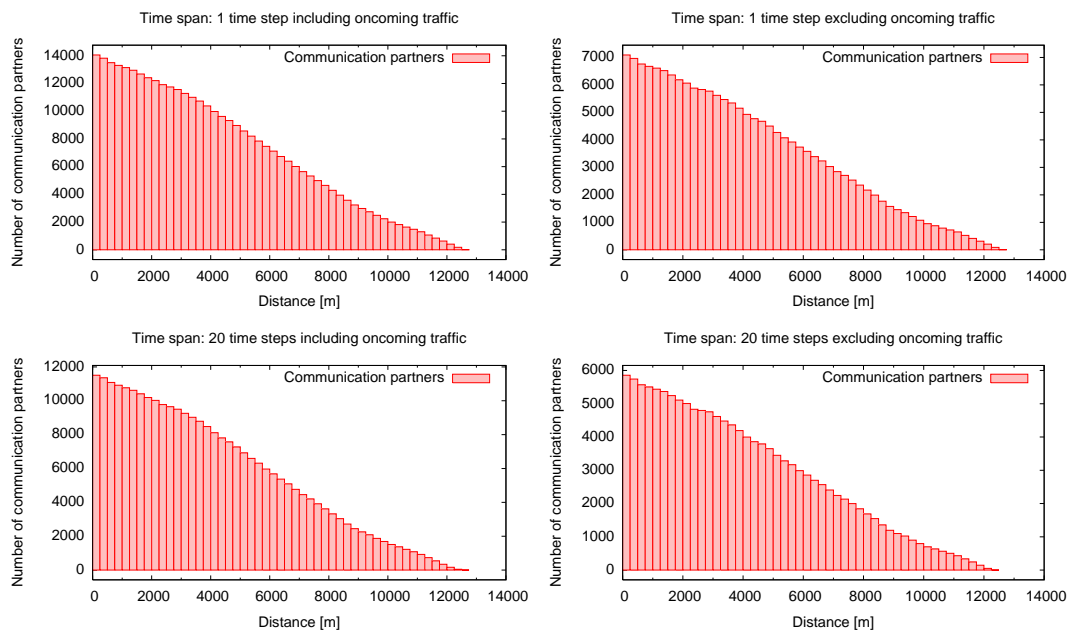 Time span: 1 time step including oncoming traffic
Number of communication partners
14000
12000
10000
8000
6000
4000
2000
0
Communication partners
0 2000 4000 6000 8000 10000 12000 14000
Distance [m]
Time span: 1 time step excluding oncoming traffic
Number of communication partners
7000
6000
5000
4000
3000
2000
1000
0
Communication partners
0 2000 4000 6000 8000 10000 12000 14000
Distance [m]
Time span: 20 time steps including oncoming traffic
Number of communication partners
12000
10000
8000
6000
4000
2000
0
Communication partners
0 2000 4000 6000 8000 10000 12000 14000
Distance [m]
Time span: 20 time steps excluding oncoming traffic
Number of communication partners
6000
5000
4000
3000
2000
1000
0
Communication partners
0 2000 4000 6000 8000 10000 12000 14000
Distance [m]